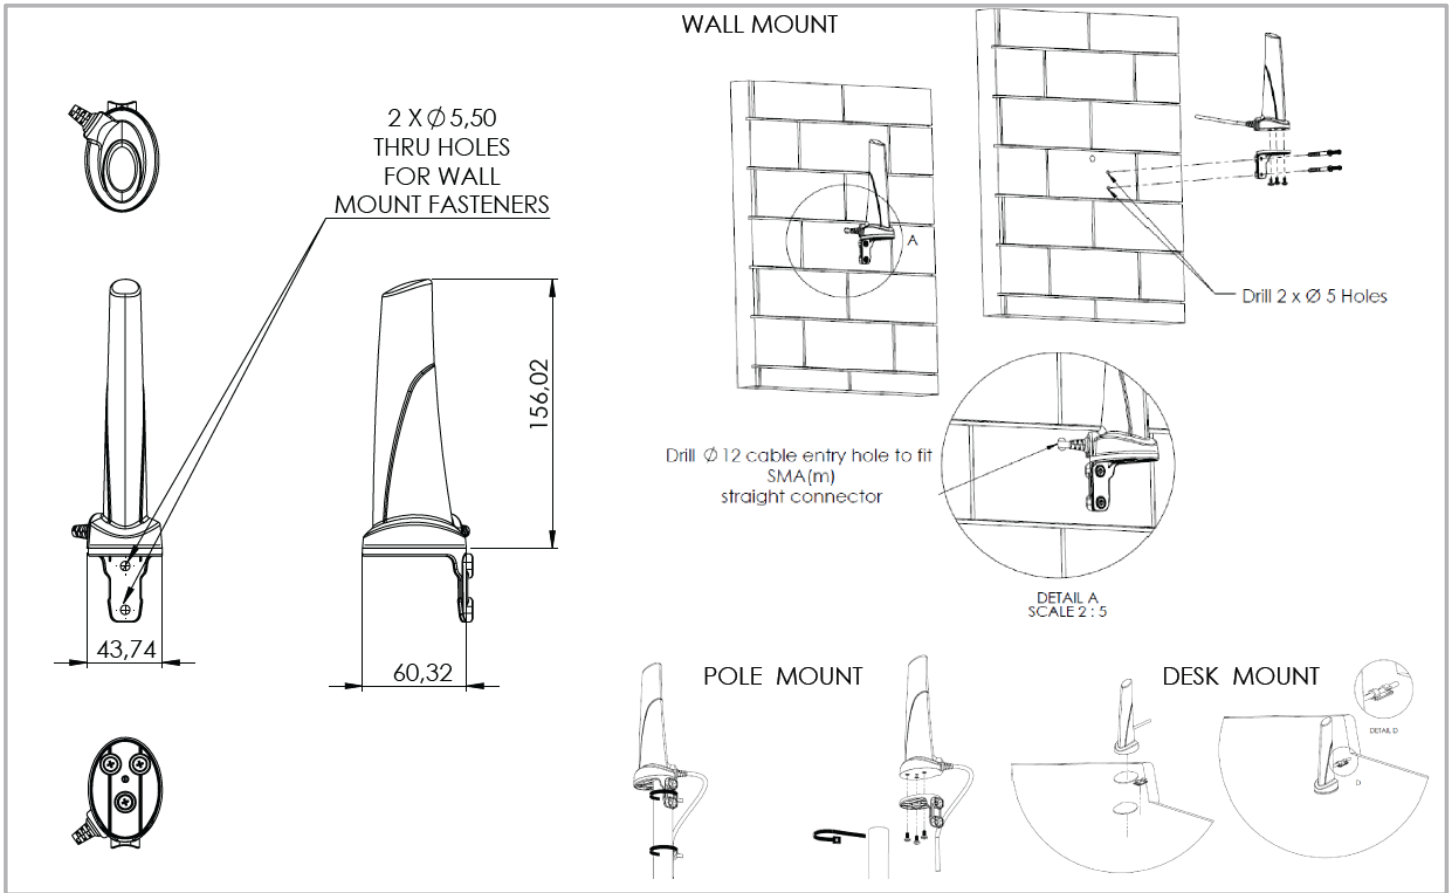 WALL MOUNT
2 X Ø 5,50
THRU HOLES
FOR WALL
MOUNT FASTENERS
156,02
43,74
60,32
A
Drill 2 x Ø 5 Holes
Drill Ø 12 cable entry hole to fit
SMA(m)
straight connector
DETAIL A
SCALE 2 : 5
POLE MOUNT
DESK MOUNT
DETAIL D
D